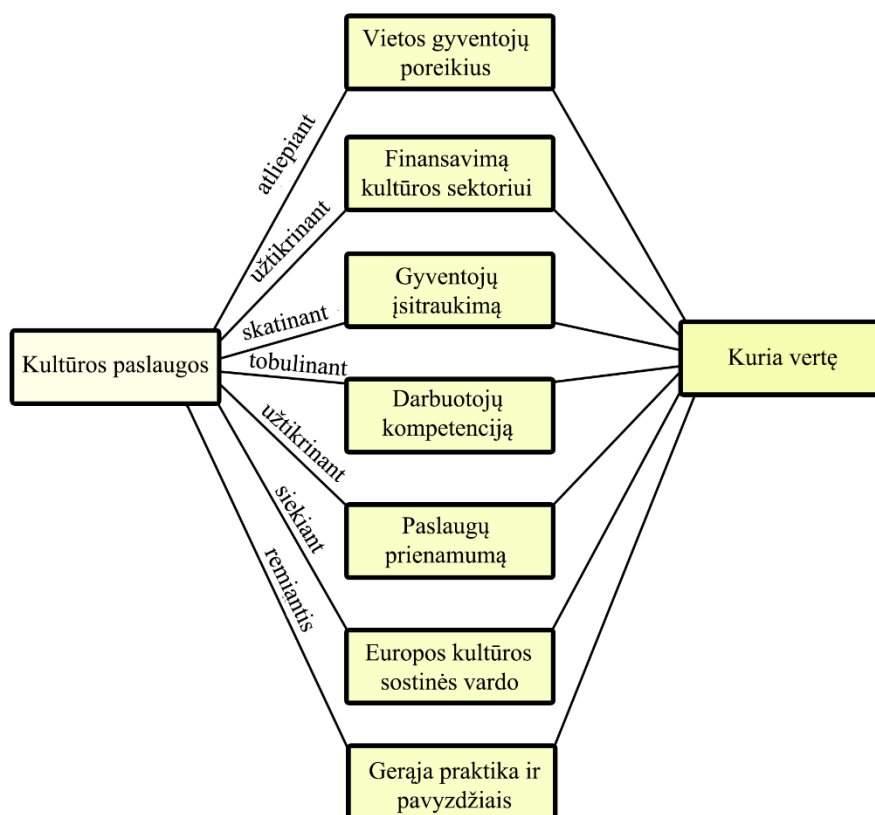 Vietos gyventojų
poreikius
atliepiant
Finansavimą
kultūros sektoriui
užtikrinant
Gyventojų
įsitraukimą
skatinant
Kultūros paslaugos
Kuria vertę
tobulinant
Darbuotojų
kompetenciją
užtikrinant
Paslaugų
prienamumą
siekiant
Europos kultūros
sostinės vardo
remiantis
Gerąja praktika ir
pavyzdžiais